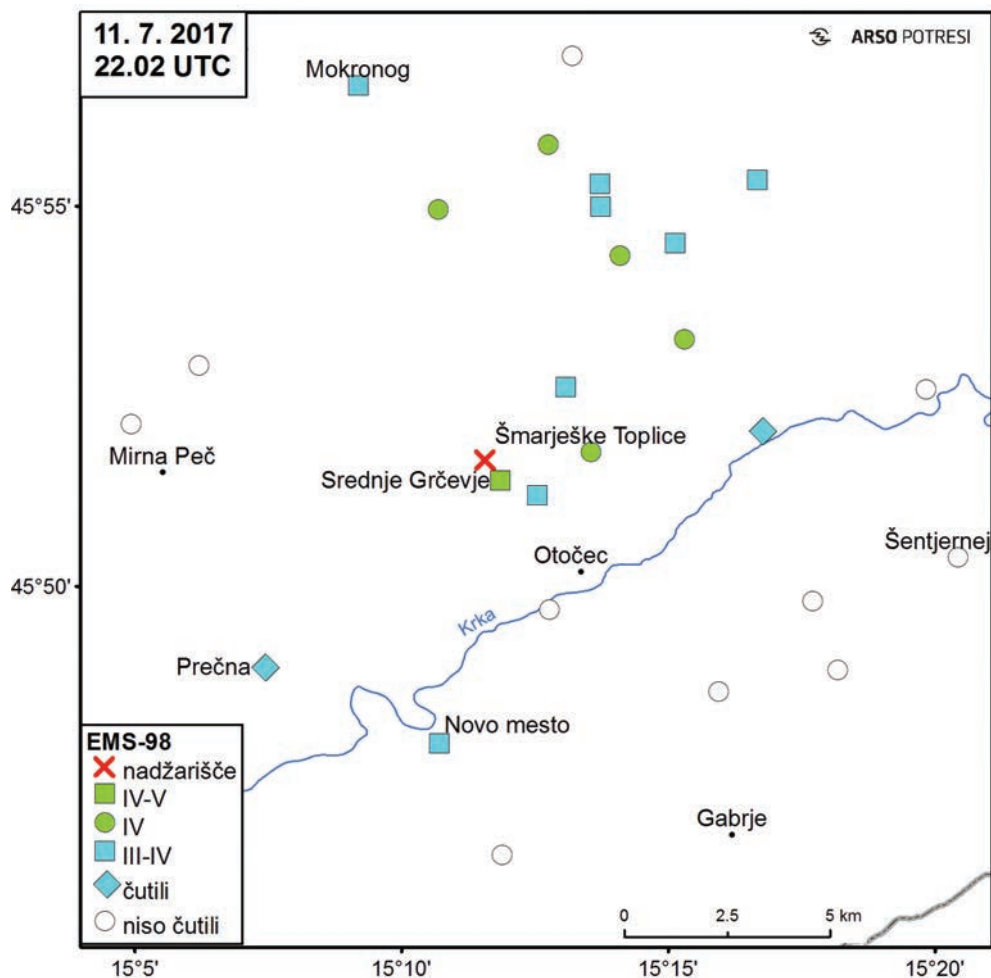 11. 7. 2017
22.02 UTC
ARSO POTRESI
Mokronog
45°55'
Šmarješke Toplice
Mirna Peč
Srednje Grčevje
Otočec
Šentjernej
45°50'
Krka
Prečna
Novo mesto
Gabrje
EMS-98
nadžarišče
IV-V
IV
III-IV
čutili
niso čutili
0 2.5 5 km
15°5' 15°10' 15°15' 15°20'